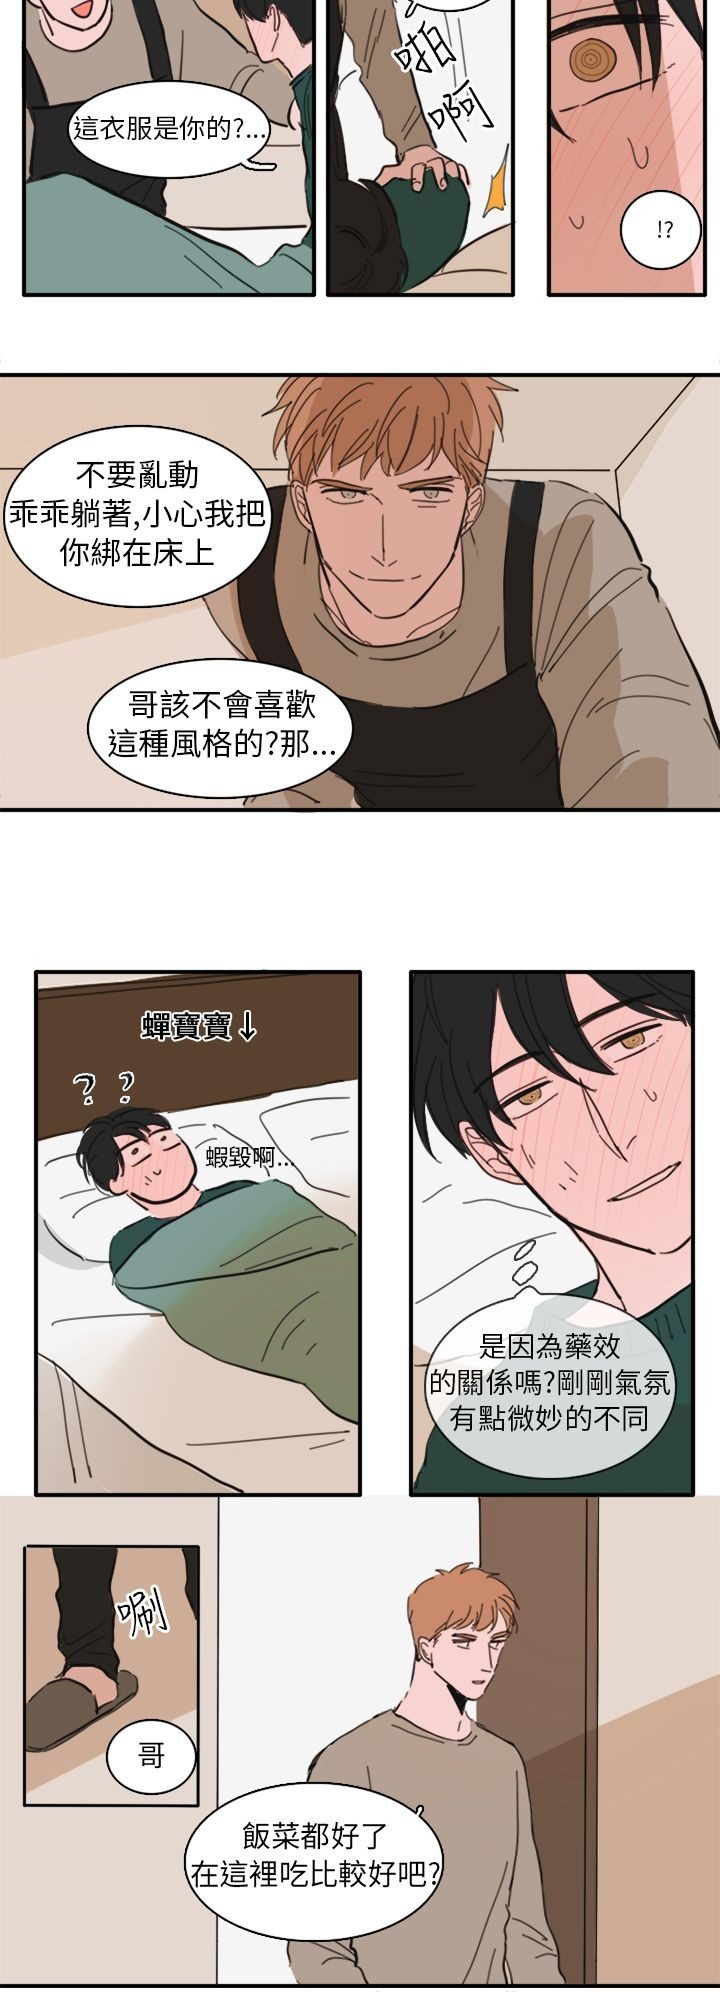 這衣服是你的?...
啪
啊
!?
不要亂動
乖乖躺著,小心我把
你綁在床上
哥該不會喜歡
這種風格的?那...
蟬寶寶↓
? ?
蝦毀啊...
是因為藥效
的關係嗎?剛剛氣氛
有點微妙的不同
唰
哥
飯菜都好了
在這裡吃比較好吧?